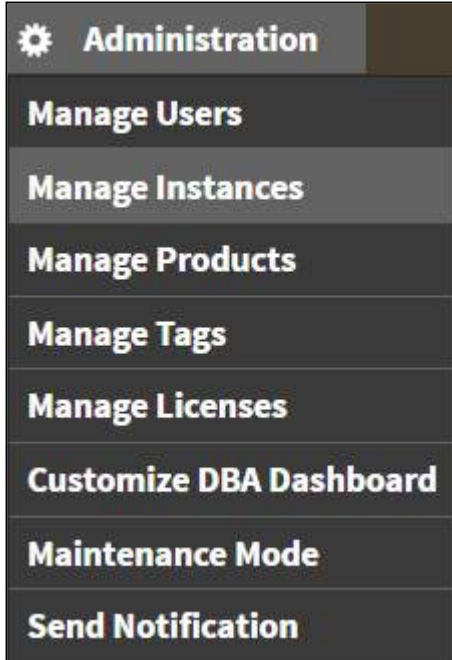 Administration
Manage Users
Manage Instances
Manage Products
Manage Tags
Manage Licenses
Customize DBA Dashboard
Maintenance Mode
Send Notification